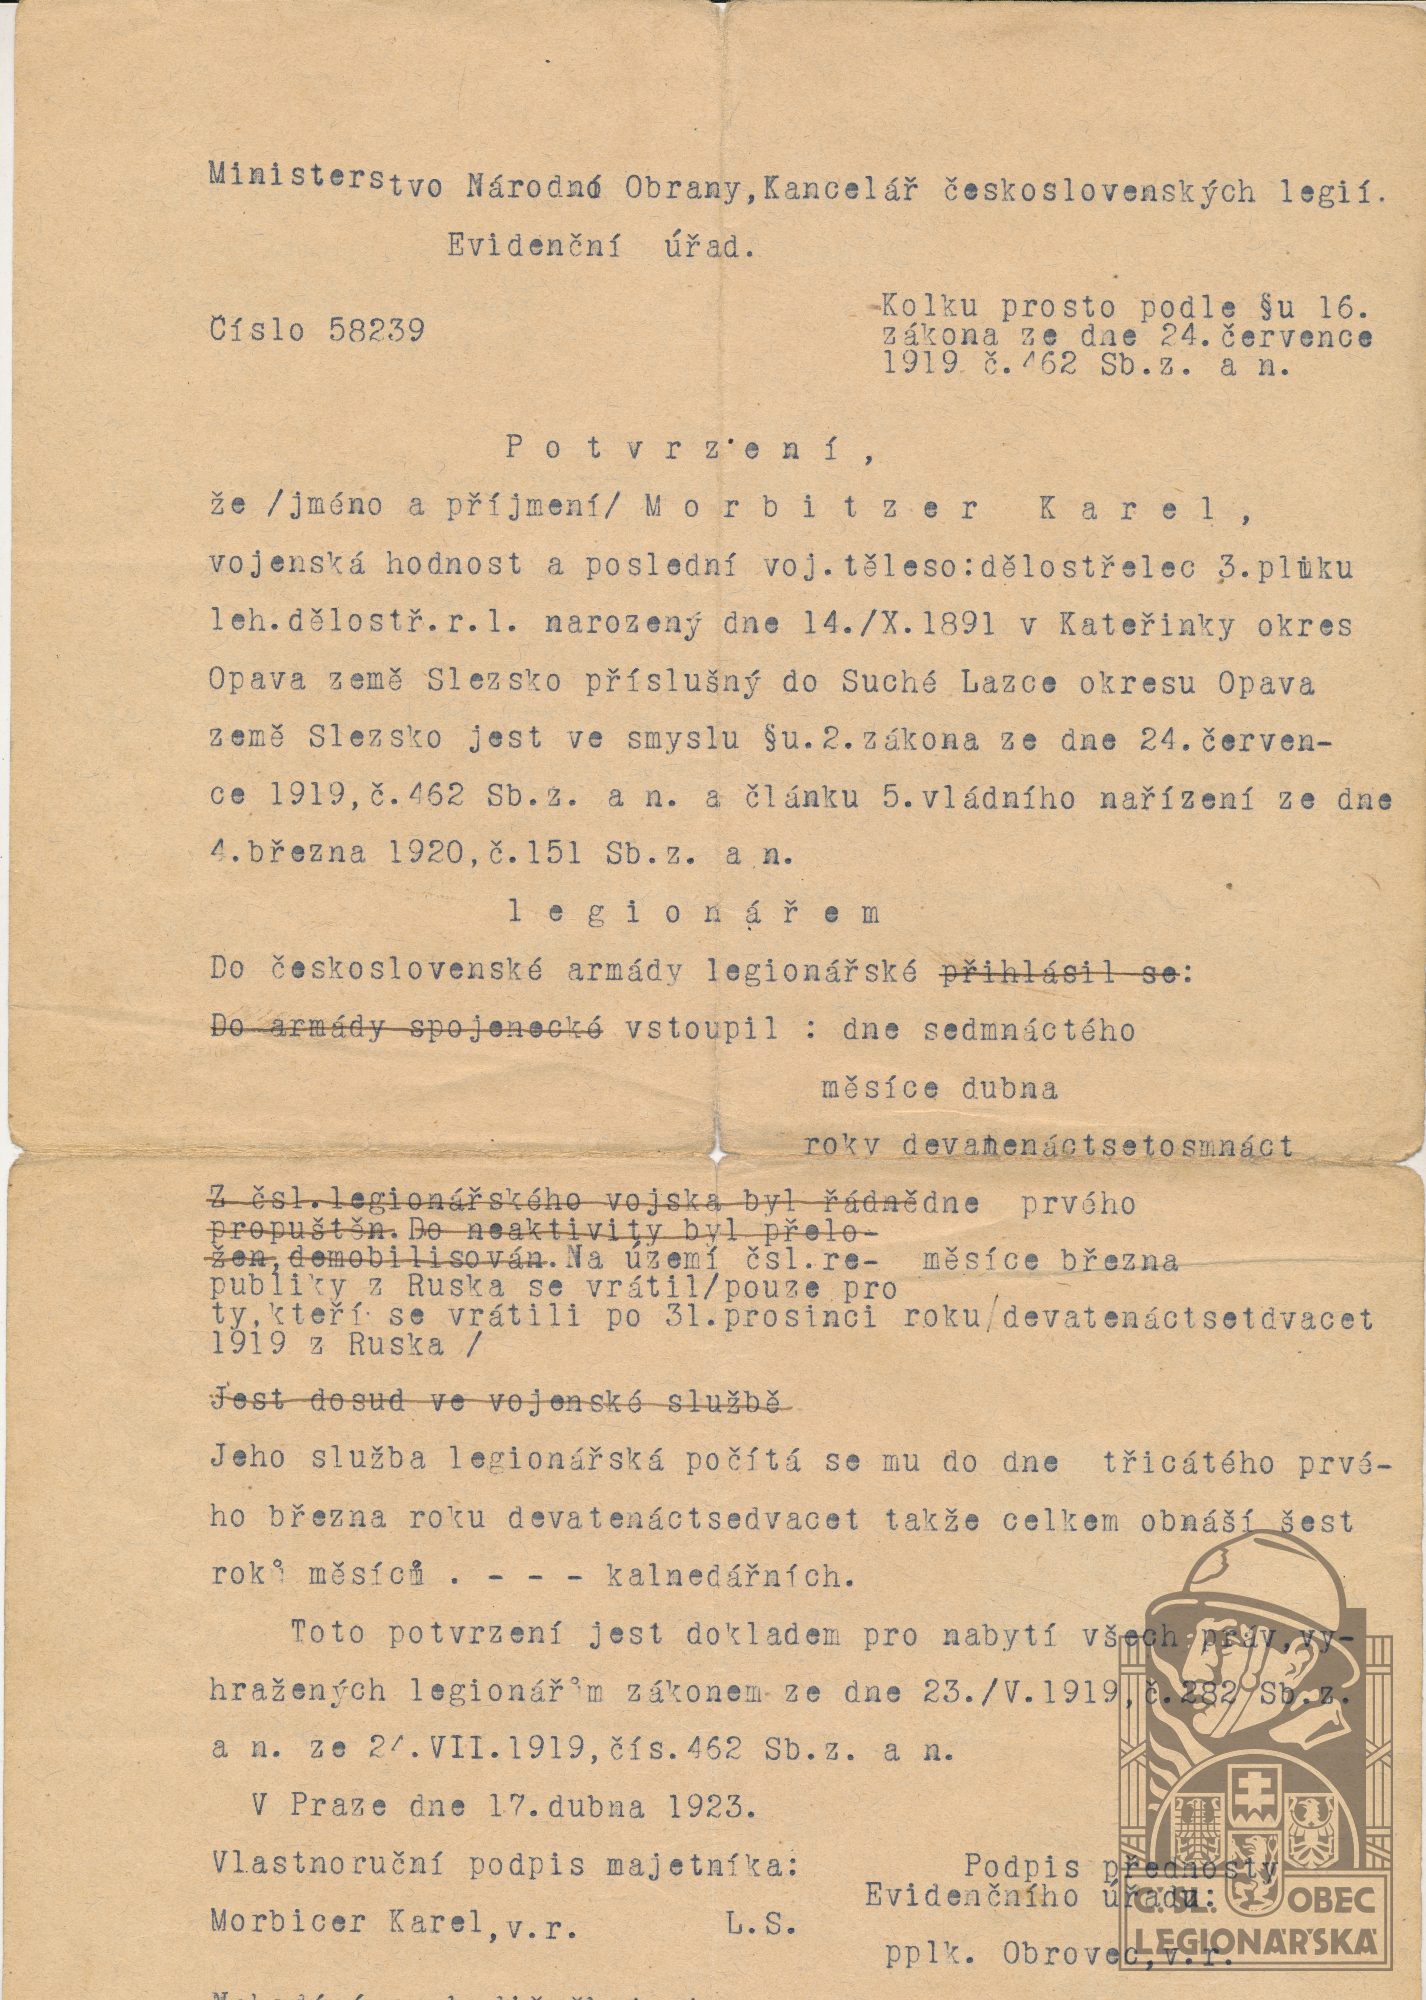 Ministerstvo Národné Obrany,Kancelář československých legií.
Evidenční úřad.
Číslo 58239
Kolku prosto podle §u 16.
zákona ze dne 24.července
1919 č.462 Sb.z. a n.
P o t v r z e n í ,
že /jméno a příjmení/ M o r b i t z e r   K a r e l ,
vojenská hodnost a poslední voj.těleso:dělostřelec 3.pluku
leh.dělostř.r.l. narozený dne 14./X.1891 v Kateřinky okres
Opava země Slezsko příslušný do Suché Lazce okresu Opava
země Slezsko jest ve smyslu §u.2.zákona ze dne 24.červen-
ce 1919,č.462 Sb.z. a n. a článku 5.vládního nařízení ze dne
4.března 1920,č.151 Sb.z. a n.
l e g i o n á ř e m
Do československé armády legionářské přihlásil se:
Do armády spojenecké vstoupil : dne sedmnáctého
měsíce dubna
roky devatenáctsetosmnáct
Z čsl.legionářského vojska byl řádnědne prvého
propuštěn.Do neaktivity byl přelo-
žen,demobilisován.Na území čsl.re- měsíce března
publiky z Ruska se vrátil/pouze pro
ty,kteří se vrátili po 31.prosinci roku/devatenáctsetdvacet
1919 z Ruska /
Jest dosud ve vojenské službě
Jeho služba legionářská počítá se mu do dne třicátého prvé-
ho března roku devatenáctsedvacet takže celkem obnáší šest
roků měsíců . - - - kalnedářních.
Toto potvrzení jest dokladem pro nabytí všech práv,vy-
hražených legionářům zákonem ze dne 23./V.1919,č.282 Sb.z.
a n. ze 24.VII.1919,čís.462 Sb.z. a n.
V Praze dne 17.dubna 1923.
Vlastnoruční podpis majetníka:
Podpis přednosty
Evidenčního úřadu:
Morbicer Karel,v.r. L.S.
pplk. Obrovec,v.r.
Č.SL. OBEC
LEGIONÁŘSKÁ